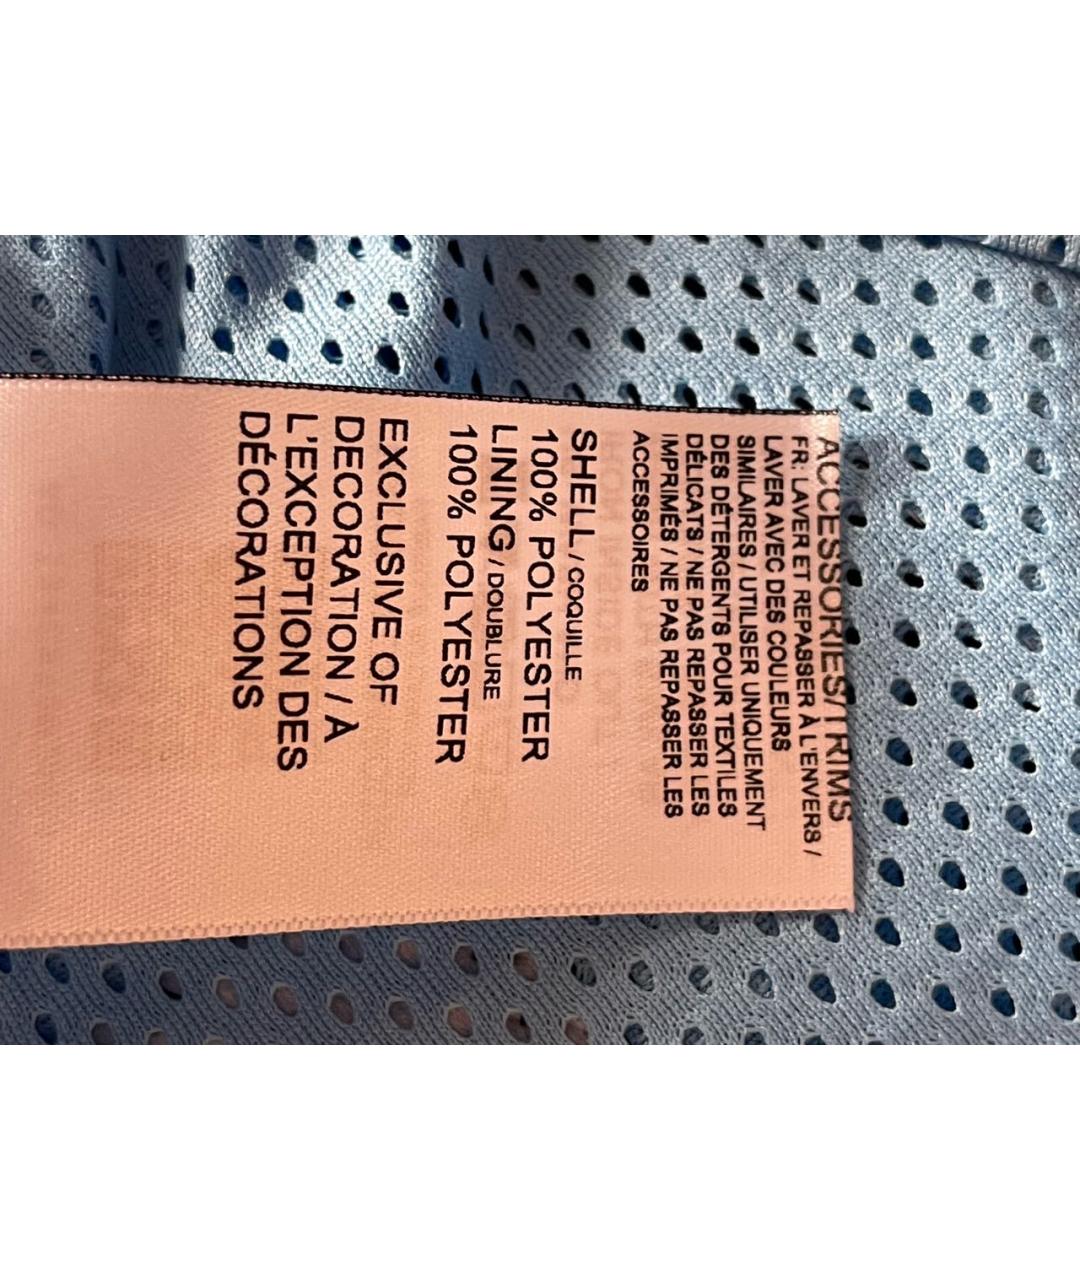 ACCESSORIES/TRIMS
FR: LAVER ET REPASSER À L'ENVERS /
LAVER AVEC DES COULEURS
SIMILAIRES / UTILISER UNIQUEMENT
DES DÉTERGENTS POUR TEXTILES
DÉLICATS / NE PAS REPASSER LES
IMPRIMÉS / NE PAS REPASSER LES
ACCESSOIRES
SHELL / COQUILLE
100% POLYESTER
LINING / DOUBLURE
100% POLYESTER
EXCLUSIVE OF
DECORATION / À
L'EXCEPTION DES
DÉCORATIONS